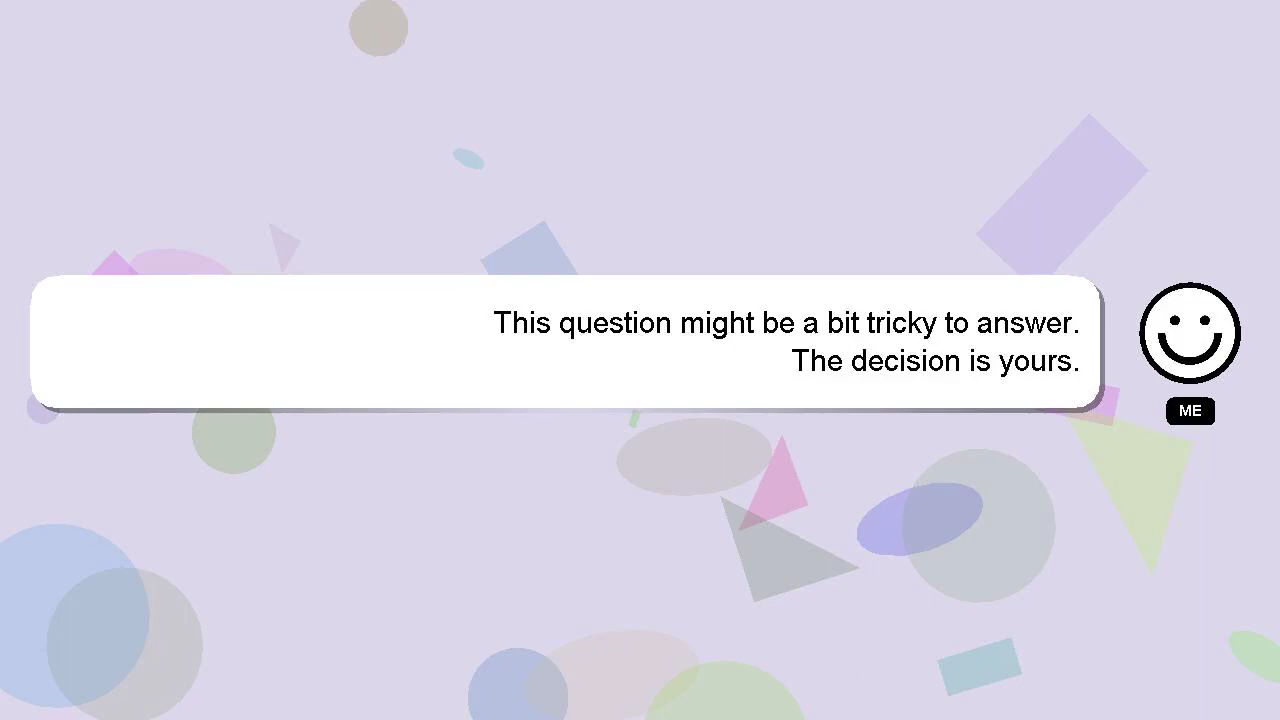 This question might be a bit tricky to answer.
The decision is yours.
ME